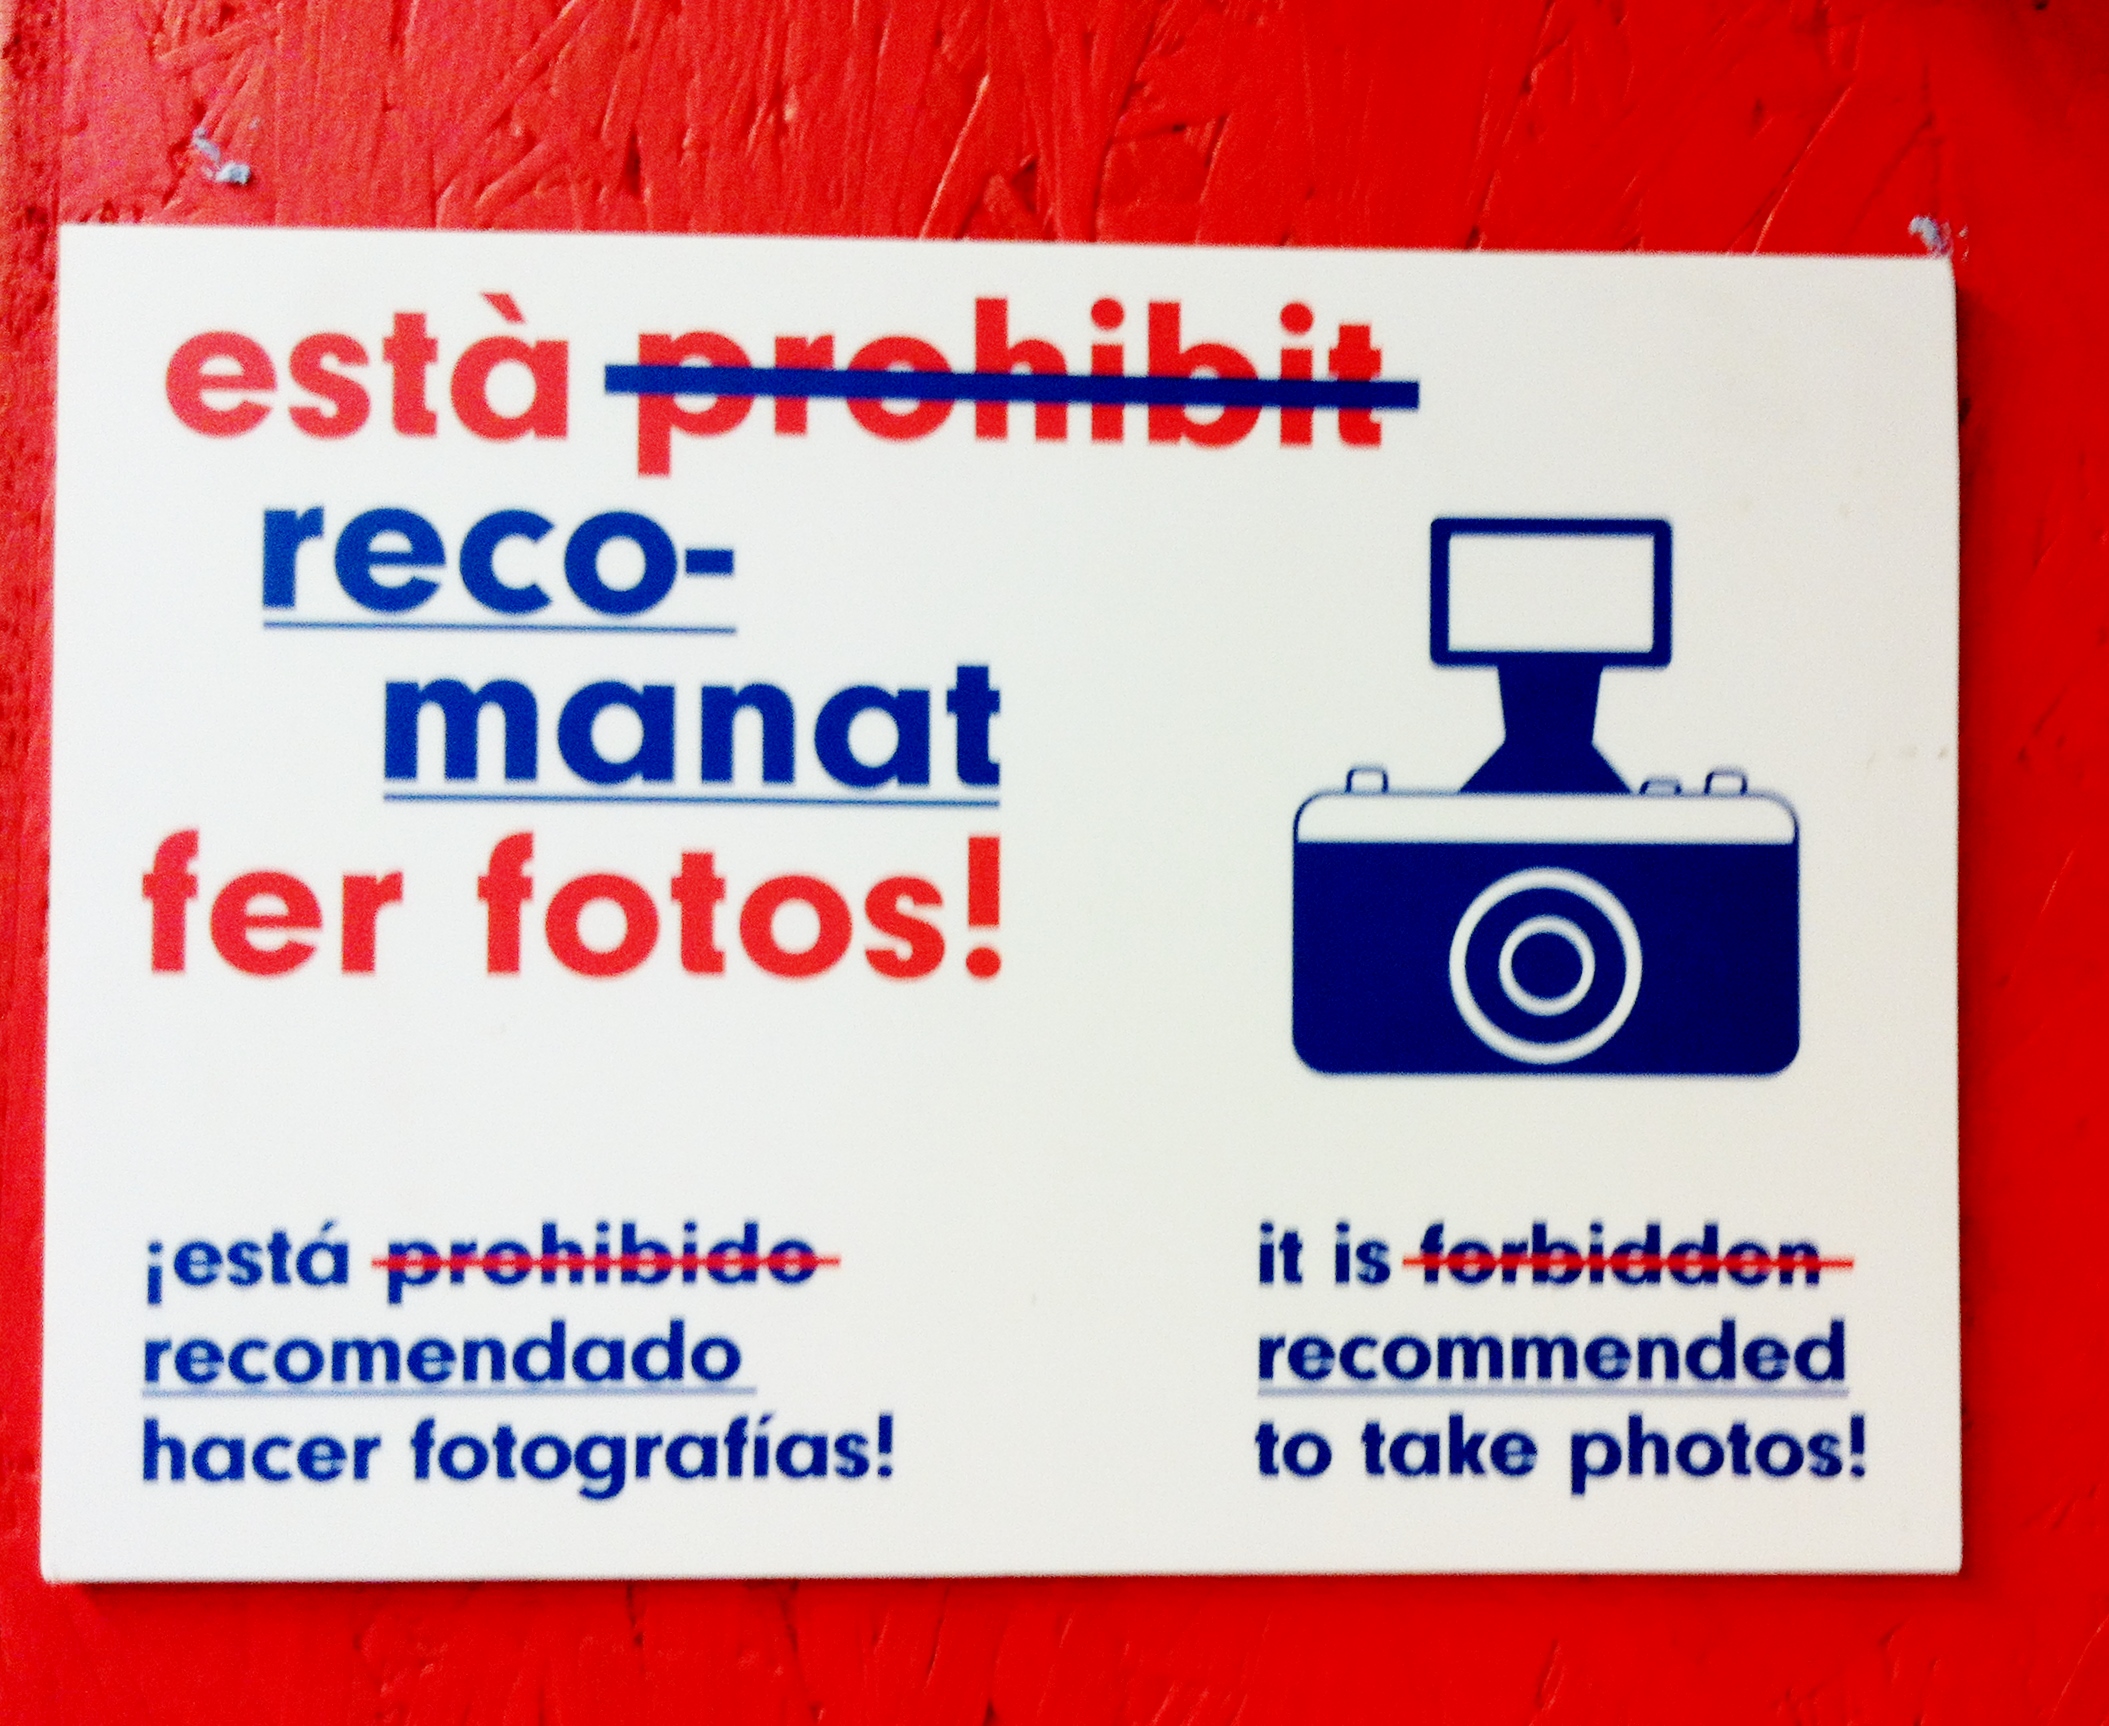 està prohibit
reco-
manat
fer fotos!
¡está prohibido
recomendado
hacer fotografías!
it is forbidden
recommended
to take photos!